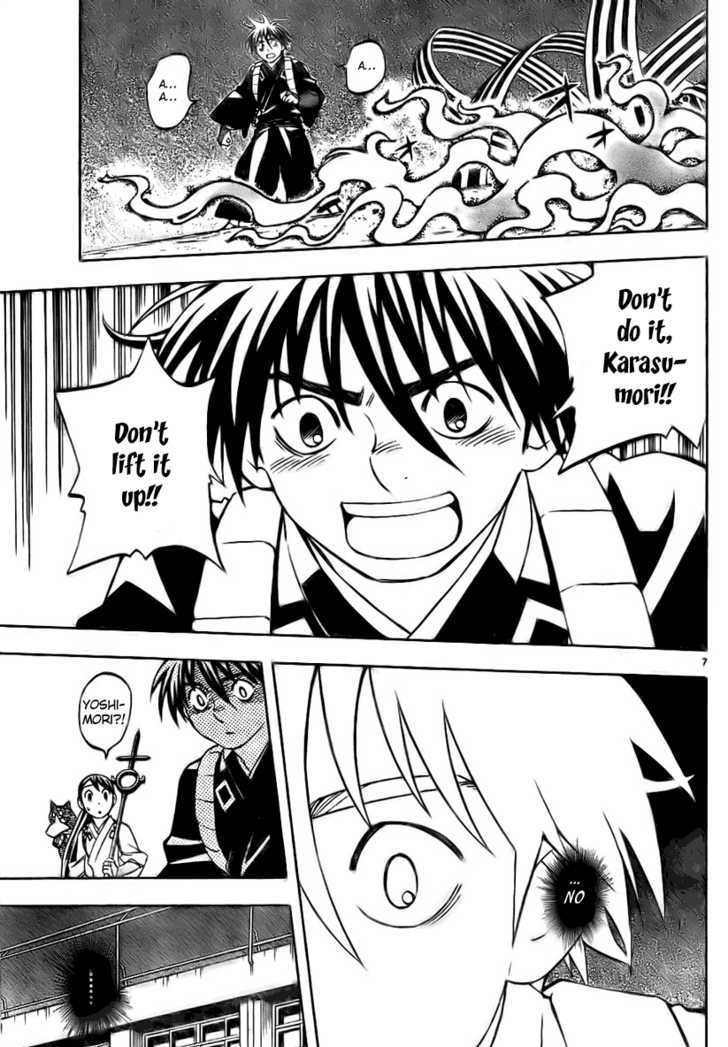 A...
A...
A...
Don't
do it,
Karasu-
mori!!
Don't
lift it
up!!
7
...
NO
YOSHI-
MORI?!
......